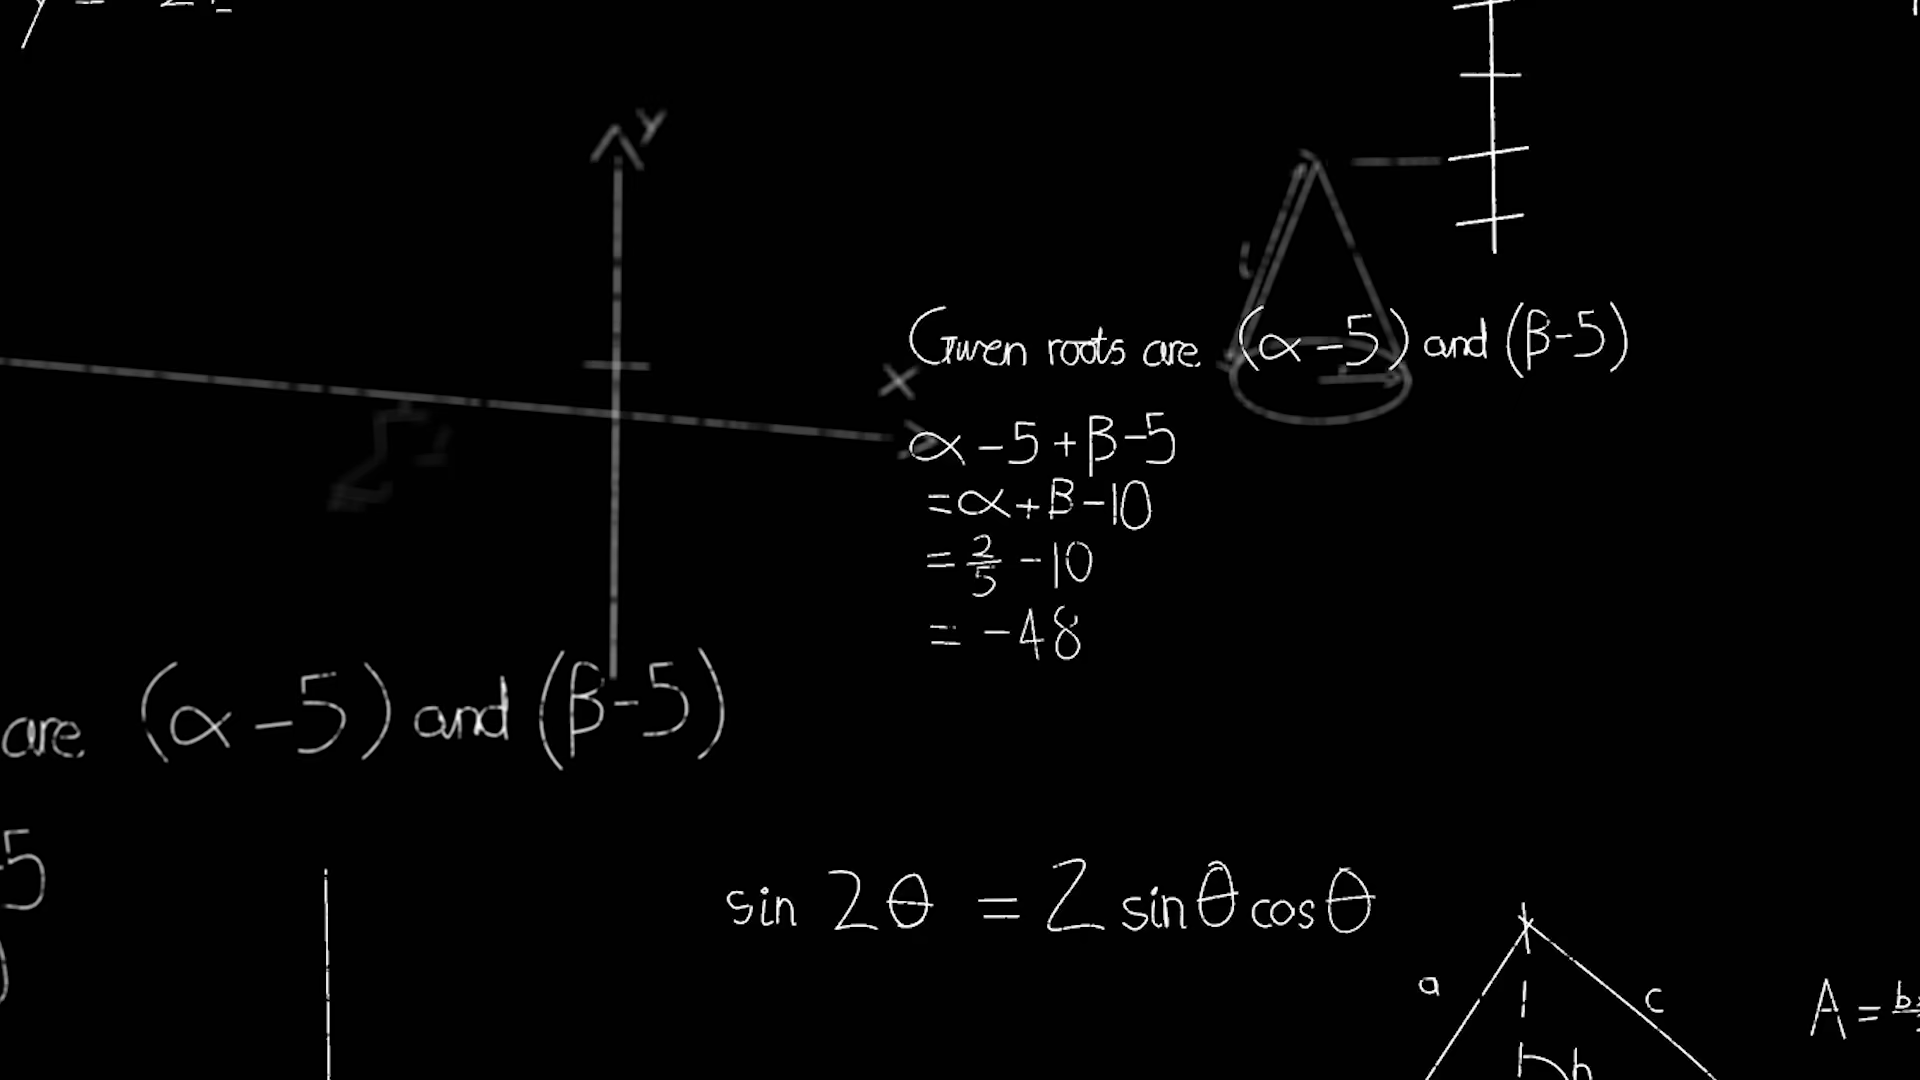 y
x
l
Given roots are (α-5) and (β-5)
α-5+β-5
=α+β-10
=2/5-10
=-48
are (α-5) and (β-5)
5
sin 2θ = 2 sinθ cosθ
a
c
h
A =